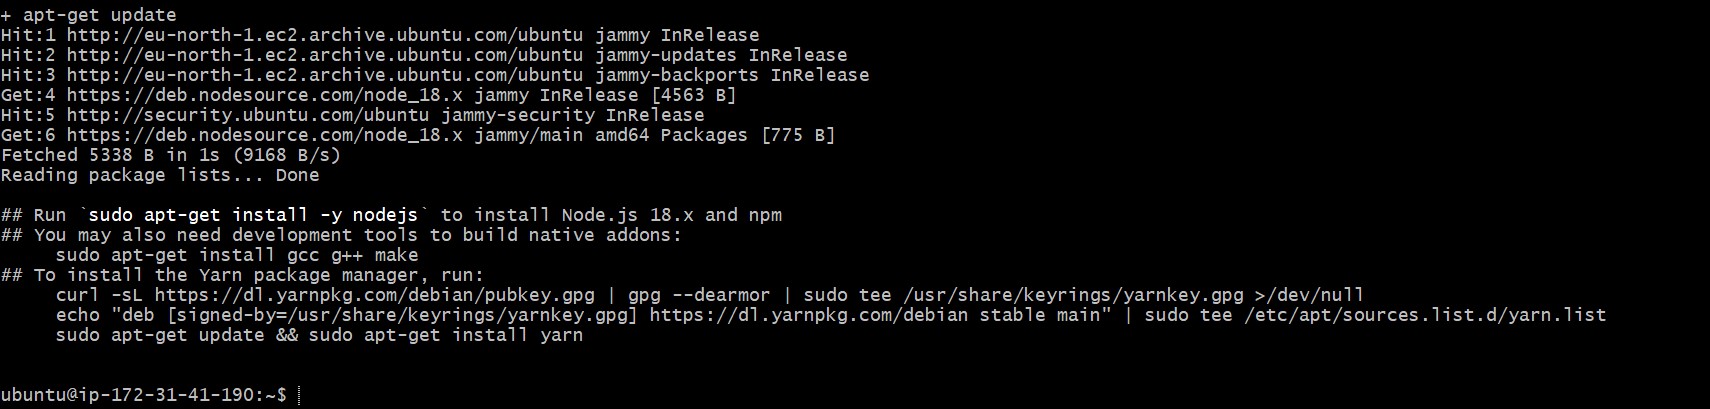 + apt-get update
Hit:1 http://eu-north-1.ec2.archive.ubuntu.com/ubuntu jammy InRelease
Hit:2 http://eu-north-1.ec2.archive.ubuntu.com/ubuntu jammy-updates InRelease
Hit:3 http://eu-north-1.ec2.archive.ubuntu.com/ubuntu jammy-backports InRelease
Get:4 https://deb.nodesource.com/node_18.x jammy InRelease [4563 B]
Hit:5 http://security.ubuntu.com/ubuntu jammy-security InRelease
Get:6 https://deb.nodesource.com/node_18.x jammy/main amd64 Packages [775 B]
Fetched 5338 B in 1s (9168 B/s)
Reading package lists... Done
## Run `sudo apt-get install -y nodejs` to install Node.js 18.x and npm
## You may also need development tools to build native addons:
     sudo apt-get install gcc g++ make
## To install the Yarn package manager, run:
     curl -sL https://dl.yarnpkg.com/debian/pubkey.gpg | gpg --dearmor | sudo tee /usr/share/keyrings/yarnkey.gpg >/dev/null
     echo "deb [signed-by=/usr/share/keyrings/yarnkey.gpg] https://dl.yarnpkg.com/debian stable main" | sudo tee /etc/apt/sources.list.d/yarn.list
     sudo apt-get update && sudo apt-get install yarn
ubuntu@ip-172-31-41-190:~$